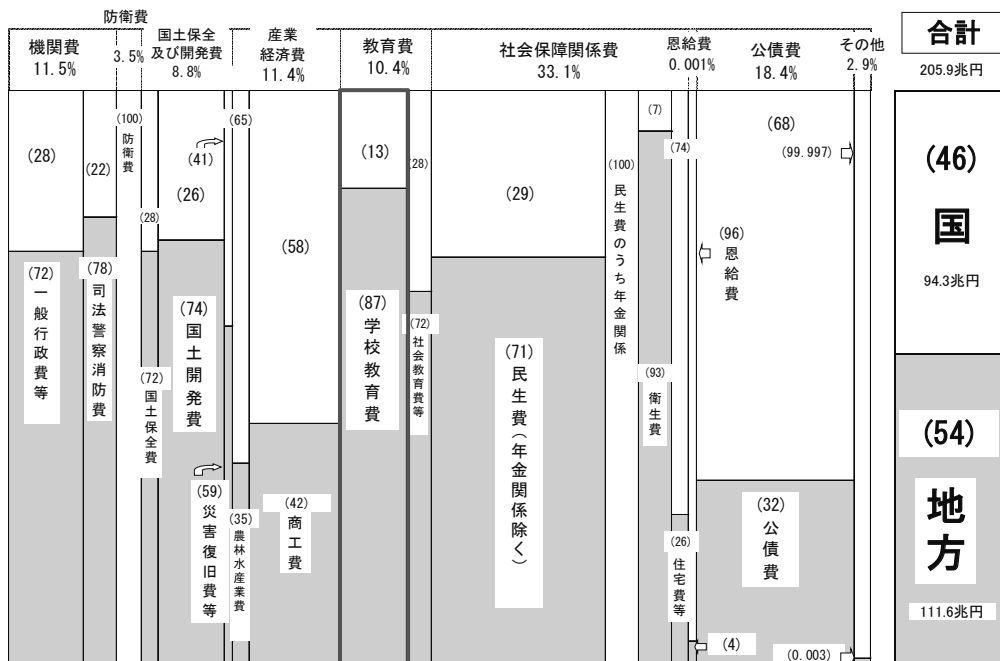 防衛費
3.5%
機関費
11.5%
国土保全
及び開発費
8.8%
産業
経済費
11.4%
教育費
10.4%
社会保障関係費
33.1%
恩給費
0.001%
公債費
18.4%
その他
2.9%
合計
205.9兆円
(28)
(22)
(100)
防衛費
(28)
(26)
(41)
(65)
(58)
(13)
(28)
(29)
(100)
民生費のうち年金関係
(7)
(74)
(68)
(99.997)
(96)
恩給費
(46)
国
94.3兆円
(72)
一般行政費等
(78)
司法警察消防費
(72)
国土保全費
(74)
国土開発費
(59)
災害復旧費等
(35)
農林水産業費
(42)
商工費
(87)
学校教育費
(72)
社会教育費等
(71)
民生費(年金関係除く)
(93)
衛生費
(26)
住宅費等
(4)
(32)
公債費
(0.003)
(54)
地方
111.6兆円